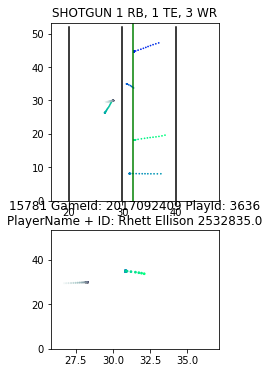 SHOTGUN 1 RB, 1 TE, 3 WR
50
40
30
20
10
0
20 30 40
15781 GameId: 2017092409 PlayId: 3636
PlayerName + ID: Rhett Ellison 2532835.0
40
20
0
27.5 30.0 32.5 35.0